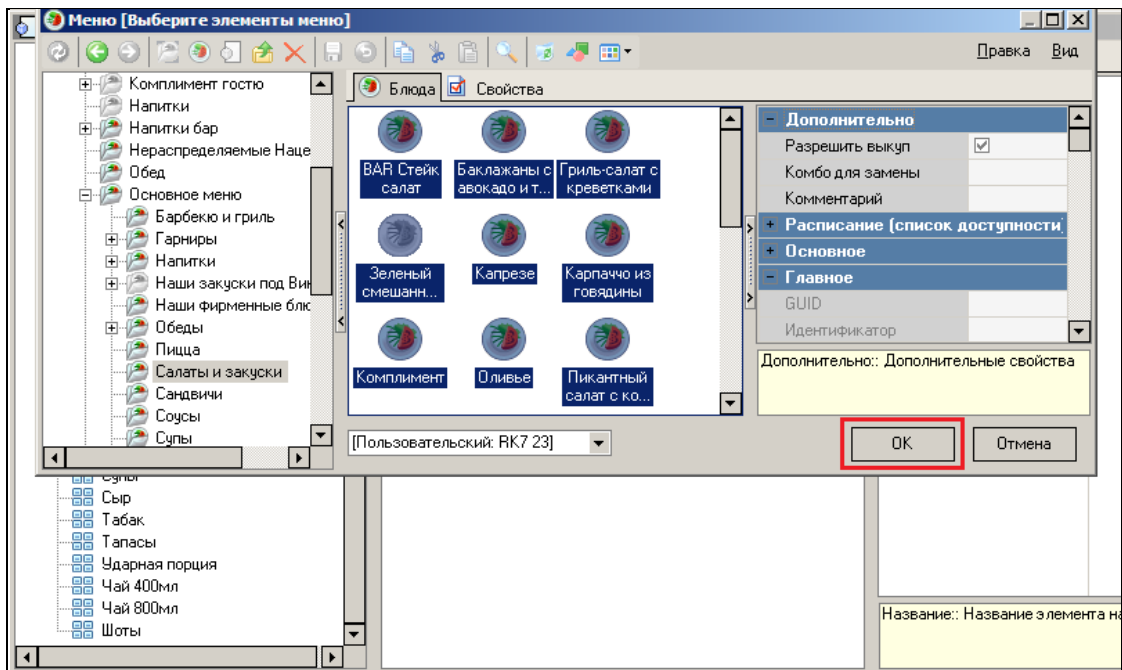 Меню [Выберите элементы меню]
Правка Вид
Комплимент гостю
Напитки
Напитки бар
Нераспределяемые Наце
Обед
Основное меню
Барбекю и гриль
Гарниры
Напитки
Наши закуски под Вин
Наши фирменные блю
Обеды
Пицца
Салаты и закуски
Сандвичи
Соусы
Супы
Блюда Свойства
BAR Стейк салат
Баклажаны с авокадо и т...
Гриль-салат с креветками
Зеленый смешанн...
Капрезе
Карпаччо из говядины
Комплимент
Оливье
Пикантный салат с ко...
Дополнительно
Разрешить выкуп
Комбо для замены
Комментарий
Расписание (список доступности)
Основное
Главное
GUID
Идентификатор
Дополнительно:: Дополнительные свойства
[Пользовательский: RK7 23]
OK
Отмена
Сыр
Табак
Тапасы
Ударная порция
Чай 400мл
Чай 800мл
Шоты
Название:: Название элемента на